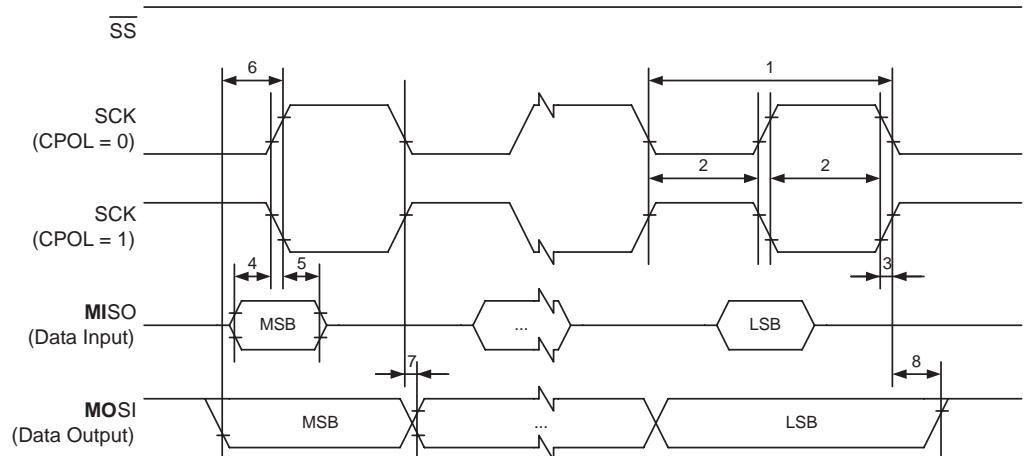 SS
6
1
SCK
(CPOL = 0)
2
2
SCK
(CPOL = 1)
4
5
3
MISO
(Data Input)
MSB
...
LSB
7
8
MOSI
(Data Output)
MSB
...
LSB